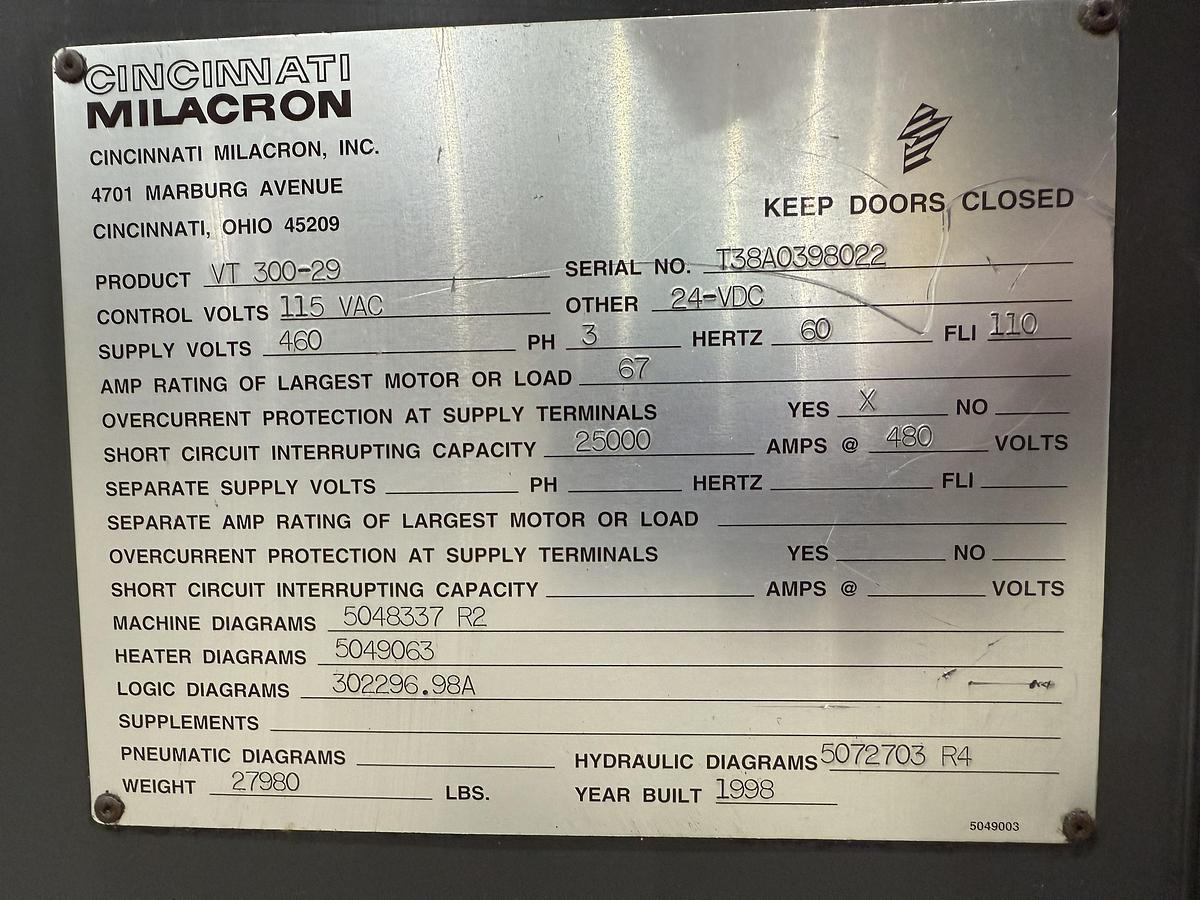 CINCINNATI
MILACRON
CINCINNATI MILACRON, INC.
4701 MARBURG AVENUE
CINCINNATI, OHIO 45209
KEEP DOORS CLOSED
PRODUCT VT 300-29 SERIAL NO. T38A0398022
CONTROL VOLTS 115 VAC OTHER 24-VDC
SUPPLY VOLTS 460 PH 3 HERTZ 60 FLI 110
AMP RATING OF LARGEST MOTOR OR LOAD 67
OVERCURRENT PROTECTION AT SUPPLY TERMINALS YES X NO
SHORT CIRCUIT INTERRUPTING CAPACITY 25000 AMPS @ 480 VOLTS
SEPARATE SUPPLY VOLTS PH HERTZ FLI
SEPARATE AMP RATING OF LARGEST MOTOR OR LOAD
OVERCURRENT PROTECTION AT SUPPLY TERMINALS YES NO
SHORT CIRCUIT INTERRUPTING CAPACITY AMPS @ VOLTS
MACHINE DIAGRAMS 5048337 R2
HEATER DIAGRAMS 5049063
LOGIC DIAGRAMS 302296.98A
SUPPLEMENTS
PNEUMATIC DIAGRAMS HYDRAULIC DIAGRAMS 5072703 R4
WEIGHT 27980 LBS. YEAR BUILT 1998
5049003